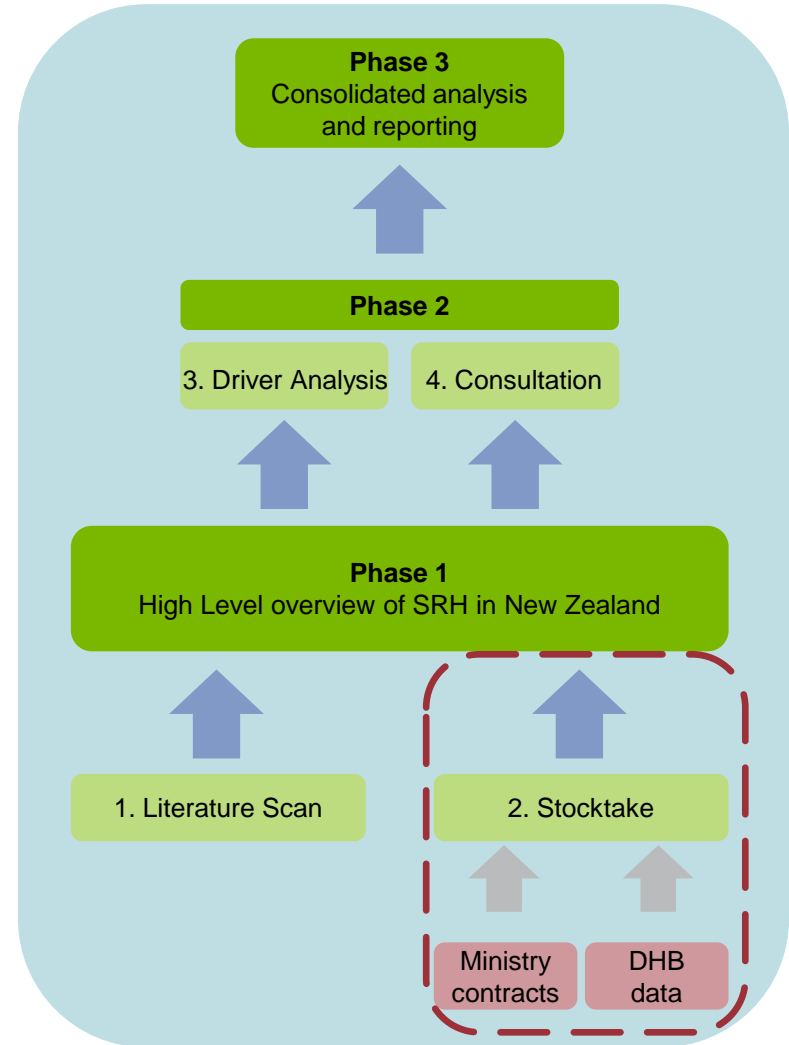 Phase 3
Consolidated analysis
and reporting
Phase 2
3. Driver Analysis
4. Consultation
Phase 1
High Level overview of SRH in New Zealand
1. Literature Scan
2. Stocktake
Ministry
contracts
DHB
data